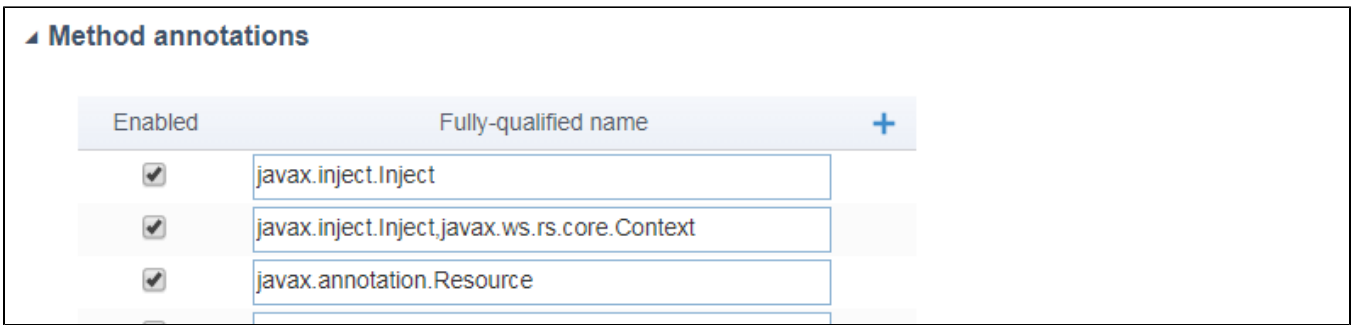 Method annotations
Enabled Fully-qualified name +
javax.inject.Inject
javax.inject.Inject,javax.ws.rs.core.Context
javax.annotation.Resource